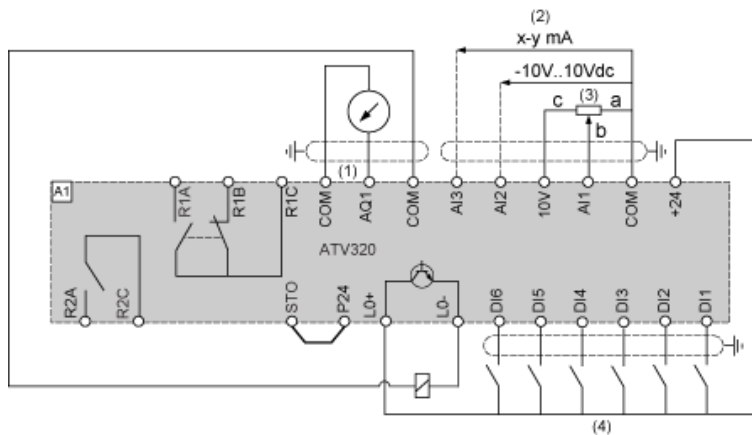 (2)
x-y mA
-10V..10Vdc
c (3) a
b
(1)
A1
R1A
R1B
R1C
COM
AQ1
COM
AI3
AI2
10V
AI1
COM
+24
ATV320
R2A
R2C
STO
P24
L0+
L0-
DI6
DI5
DI4
DI3
DI2
DI1
(4)